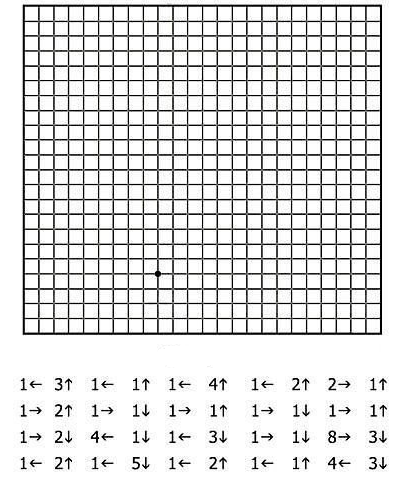 1← 3↑ 1← 1↑ 1← 4↑ 1← 2↑ 2→ 1↑
1→ 2↑ 1→ 1↓ 1→ 1↑ 1→ 1↓ 1→ 1↑
1→ 2↓ 4← 1↓ 1← 3↓ 1→ 1↓ 8→ 3↓
1← 2↑ 1← 5↓ 1← 2↑ 1← 1↑ 4← 3↓